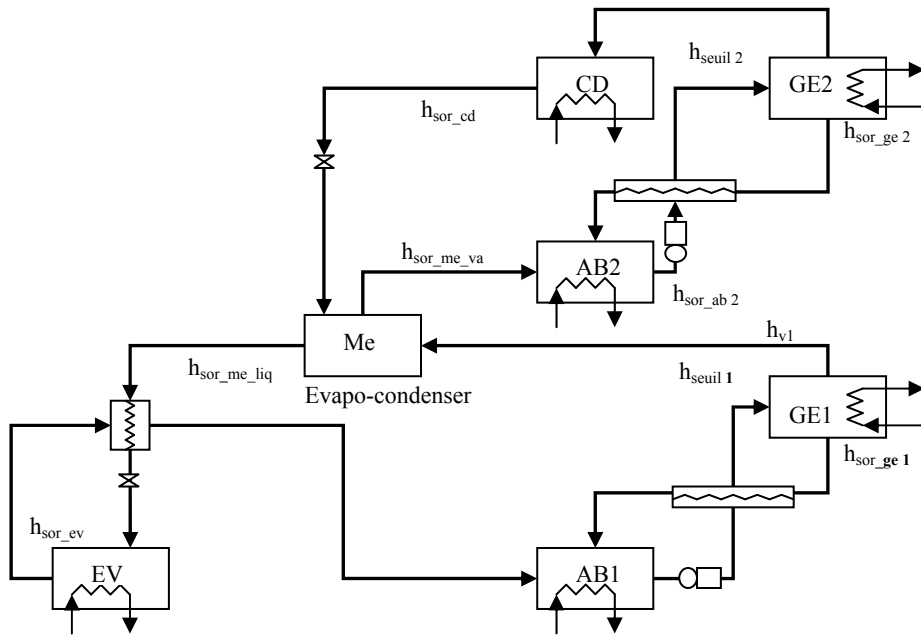 h_seuil 2
CD
GE2
h_sor_cd
h_sor_ge 2
h_sor_me_va
AB2
h_sor_ab 2
Me
h_v1
h_sor_me_liq
h_seuil 1
Evapo-condenser
GE1
h_sor_ge 1
h_sor_ev
EV
AB1